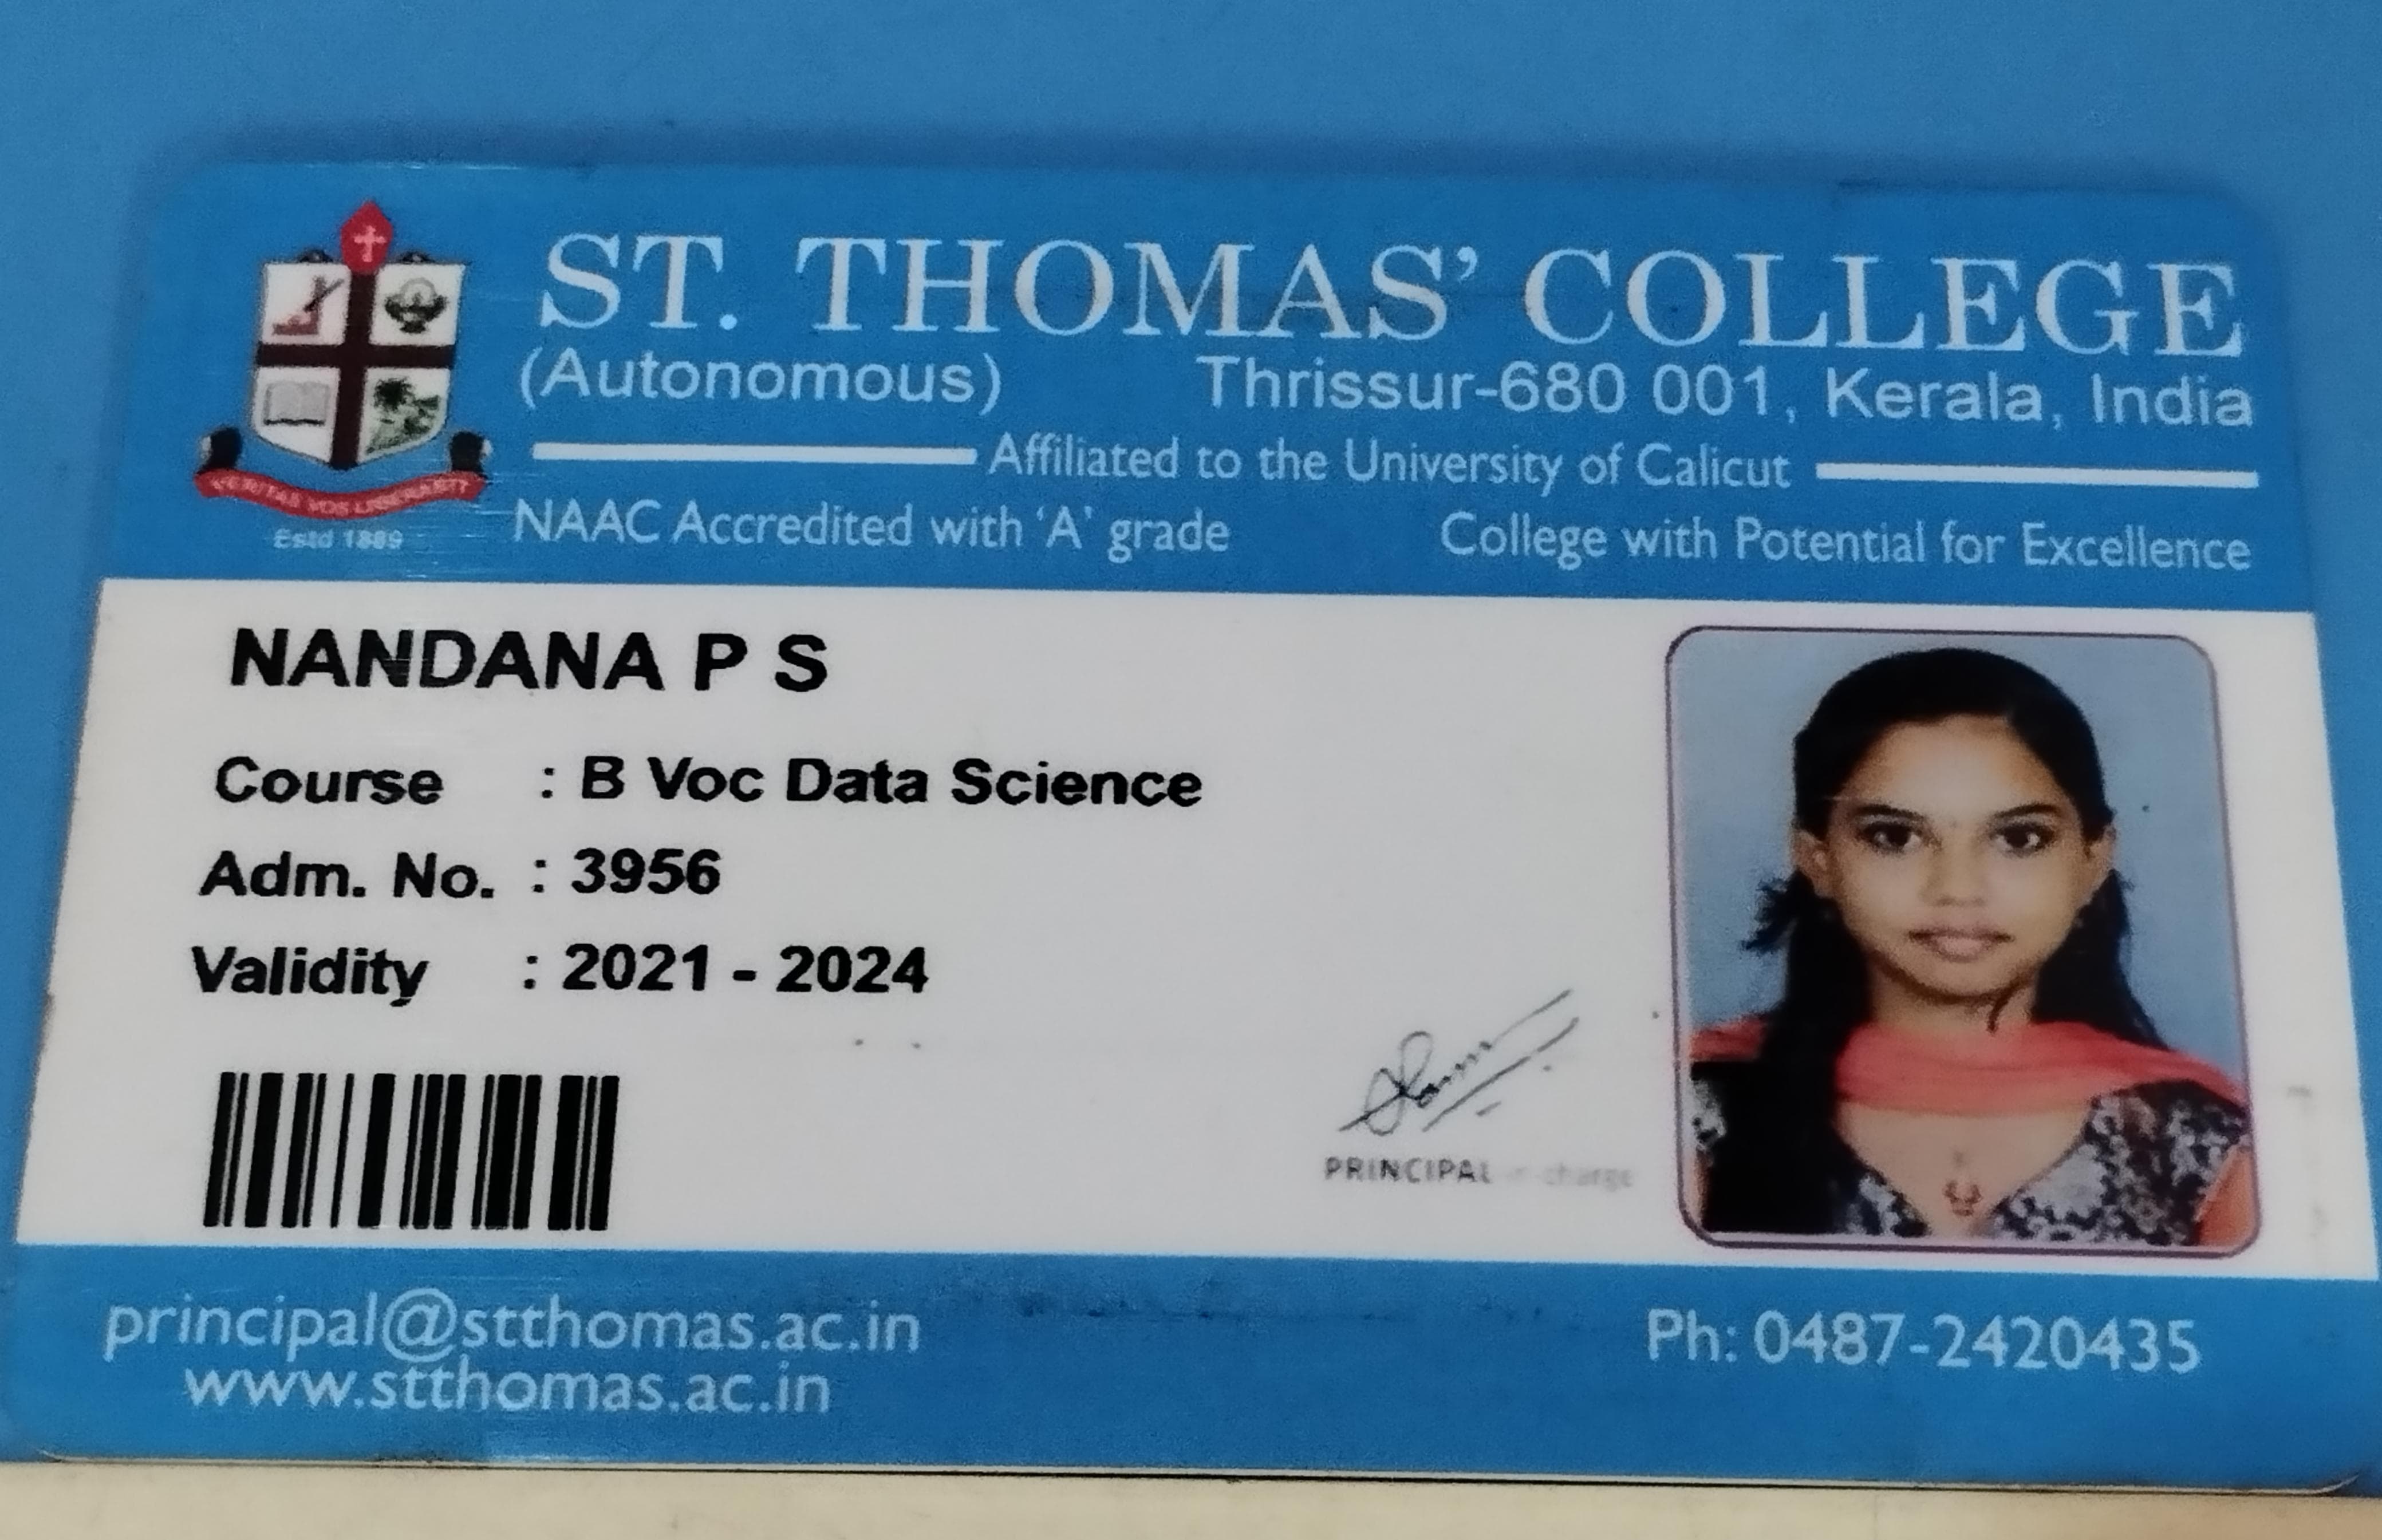 ST. THOMAS' COLLEGE
(Autonomous) Thrissur-680 001, Kerala, India
Affiliated to the University of Calicut
NAAC Accredited with 'A' grade College with Potential for Excellence
VERITAS VOS LIBERABIT
Estd 1889
NANDANA P S
Course : B Voc Data Science
Adm. No. : 3956
Validity : 2021 - 2024
PRINCIPAL in charge
principal@stthomas.ac.in
www.stthomas.ac.in
Ph: 0487-2420435